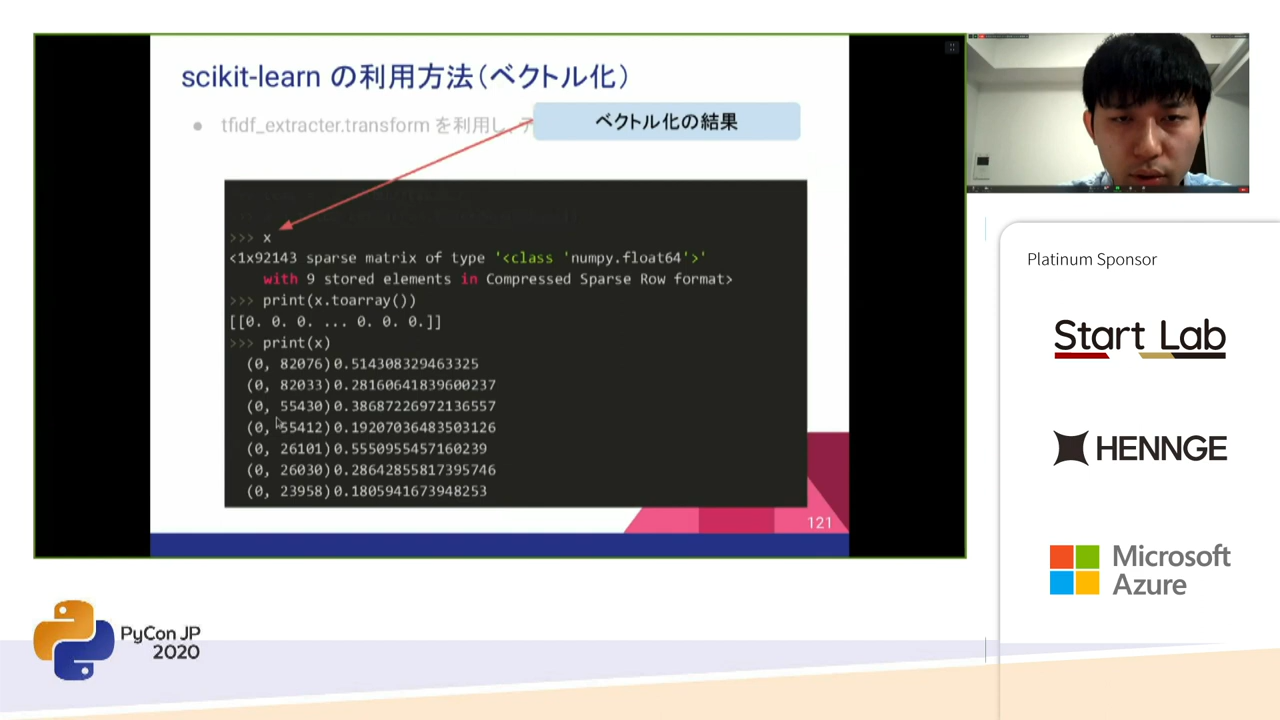 scikit-learn の利用方法（ベクトル化）
● tfidf_extracter.transform を利用し、
ベクトル化の結果
>>> x
<1x92143 sparse matrix of type '<class 'numpy.float64'>'
with 9 stored elements in Compressed Sparse Row format>
>>> print(x.toarray())
[[0. 0. 0. ... 0. 0. 0.]]
>>> print(x)
(0, 82076) 0.514308329463325
(0, 82033) 0.28160641839600237
(0, 55430) 0.38687226972136557
(0, 55412) 0.19207036483503126
(0, 26101) 0.5550955457160239
(0, 26030) 0.28642855817395746
(0, 23958) 0.1805941673948253
121
Platinum Sponsor
Start Lab
HENNGE
Microsoft
Azure
PyCon JP
2020